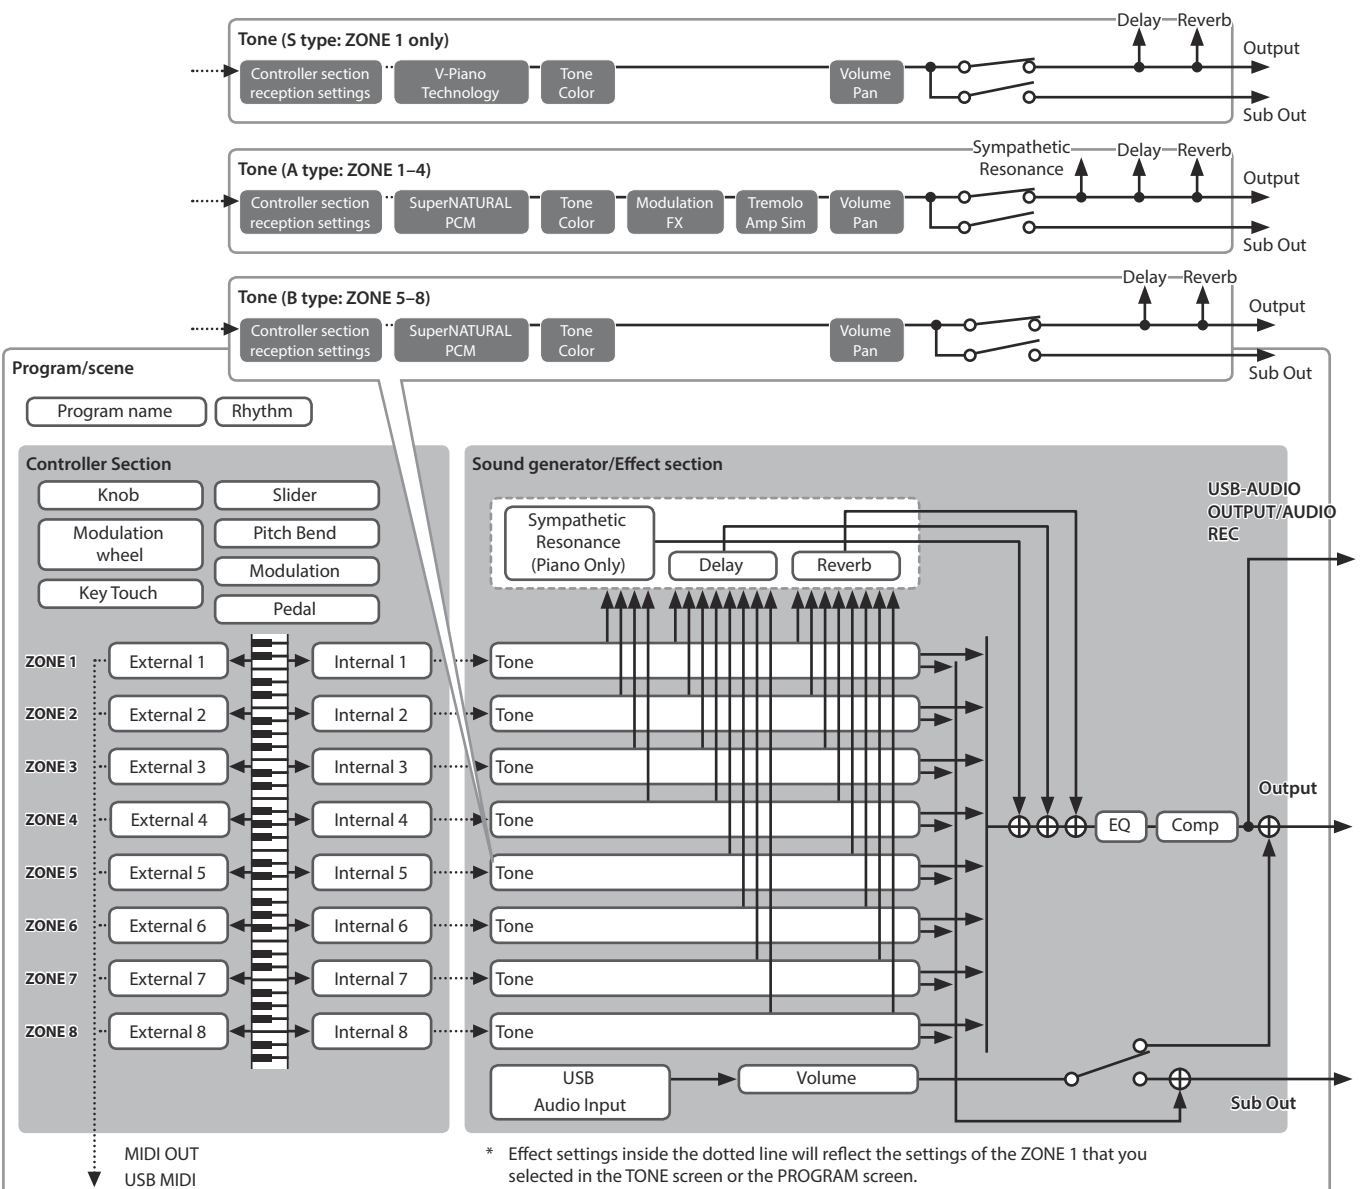 Tone (S type: ZONE 1 only)
Delay
Reverb
Output
Controller section
reception settings
V-Piano
Technology
Tone
Color
Volume
Pan
Sub Out
Tone (A type: ZONE 1–4)
Sympathetic
Resonance
Delay
Reverb
Output
Controller section
reception settings
SuperNATURAL
PCM
Tone
Color
Modulation
FX
Tremolo
Amp Sim
Volume
Pan
Sub Out
Tone (B type: ZONE 5–8)
Delay
Reverb
Output
Controller section
reception settings
SuperNATURAL
PCM
Tone
Color
Volume
Pan
Sub Out
Program/scene
Program name
Rhythm
Controller Section
Knob
Slider
Modulation
wheel
Pitch Bend
Modulation
Key Touch
Pedal
Sound generator/Effect section
Sympathetic
Resonance
(Piano Only)
Delay
Reverb
USB-AUDIO
OUTPUT/AUDIO
REC
ZONE 1
External 1
Internal 1
Tone
ZONE 2
External 2
Internal 2
Tone
ZONE 3
External 3
Internal 3
Tone
ZONE 4
External 4
Internal 4
Tone
ZONE 5
External 5
Internal 5
Tone
ZONE 6
External 6
Internal 6
Tone
ZONE 7
External 7
Internal 7
Tone
ZONE 8
External 8
Internal 8
Tone
EQ
Comp
Output
USB
Audio Input
Volume
Sub Out
MIDI OUT
USB MIDI
* Effect settings inside the dotted line will reflect the settings of the ZONE 1 that you
selected in the TONE screen or the PROGRAM screen.